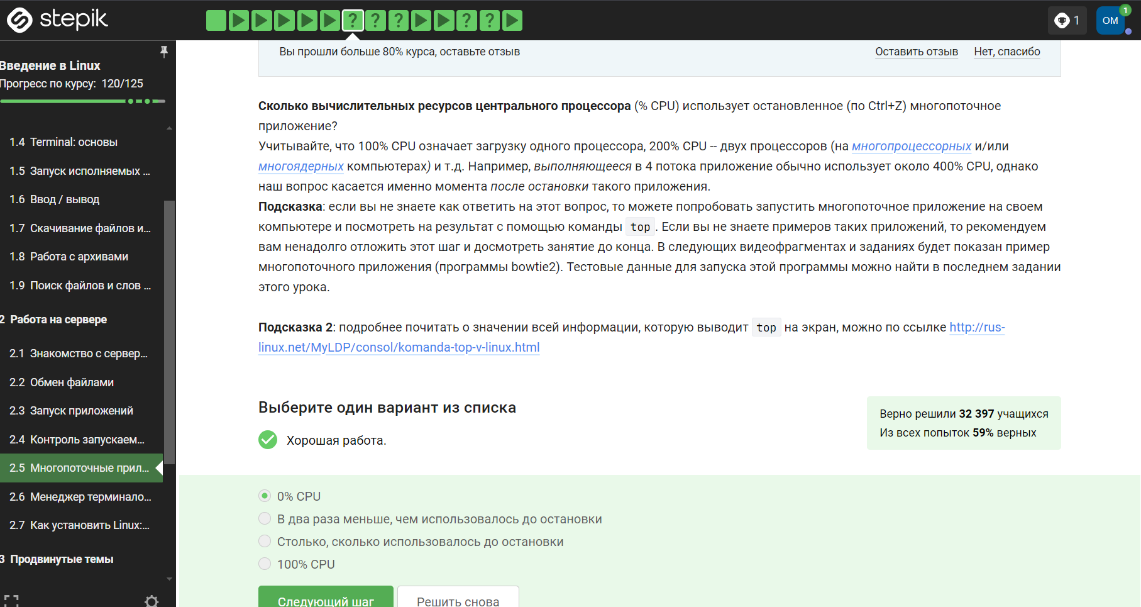 stepik
1
1
OM
Введение в Linux
Прогресс по курсу: 120/125
1.4 Terminal: основы
1.5 Запуск исполняемых ...
1.6 Ввод / вывод
1.7 Скачивание файлов и...
1.8 Работа с архивами
1.9 Поиск файлов и слов ...
2 Работа на сервере
2.1 Знакомство с сервер...
2.2 Обмен файлами
2.3 Запуск приложений
2.4 Контроль запускаем...
2.5 Многопоточные прил...
2.6 Менеджер терминало...
2.7 Как установить Linux:...
3 Продвинутые темы
Вы прошли больше 80% курса, оставьте отзыв
Оставить отзыв Нет, спасибо
Сколько вычислительных ресурсов центрального процессора (% CPU) использует остановленное (по Ctrl+Z) многопоточное
приложение?
Учитывайте, что 100% CPU означает загрузку одного процессора, 200% CPU -- двух процессоров (на многопроцессорных и/или
многоядерных компьютерах) и т.д. Например, выполняющееся в 4 потока приложение обычно использует около 400% CPU, однако
наш вопрос касается именно момента после остановки такого приложения.
Подсказка: если вы не знаете как ответить на этот вопрос, то можете попробовать запустить многопоточное приложение на своем
компьютере и посмотреть на результат с помощью команды top. Если вы не знаете примеров таких приложений, то рекомендуем
вам ненадолго отложить этот шаг и досмотреть занятие до конца. В следующих видеофрагментах и заданиях будет показан пример
многопоточного приложения (программы bowtie2). Тестовые данные для запуска этой программы можно найти в последнем задании
этого урока.
Подсказка 2: подробнее почитать о значении всей информации, которую выводит top на экран, можно по ссылке http://rus-
linux.net/MyLDP/consol/komanda-top-v-linux.html
Выберите один вариант из списка
Хорошая работа.
Верно решили 32 397 учащихся
Из всех попыток 59% верных
0% CPU
В два раза меньше, чем использовалось до остановки
Столько, сколько использовалось до остановки
100% CPU
Следующий шаг
Решить снова